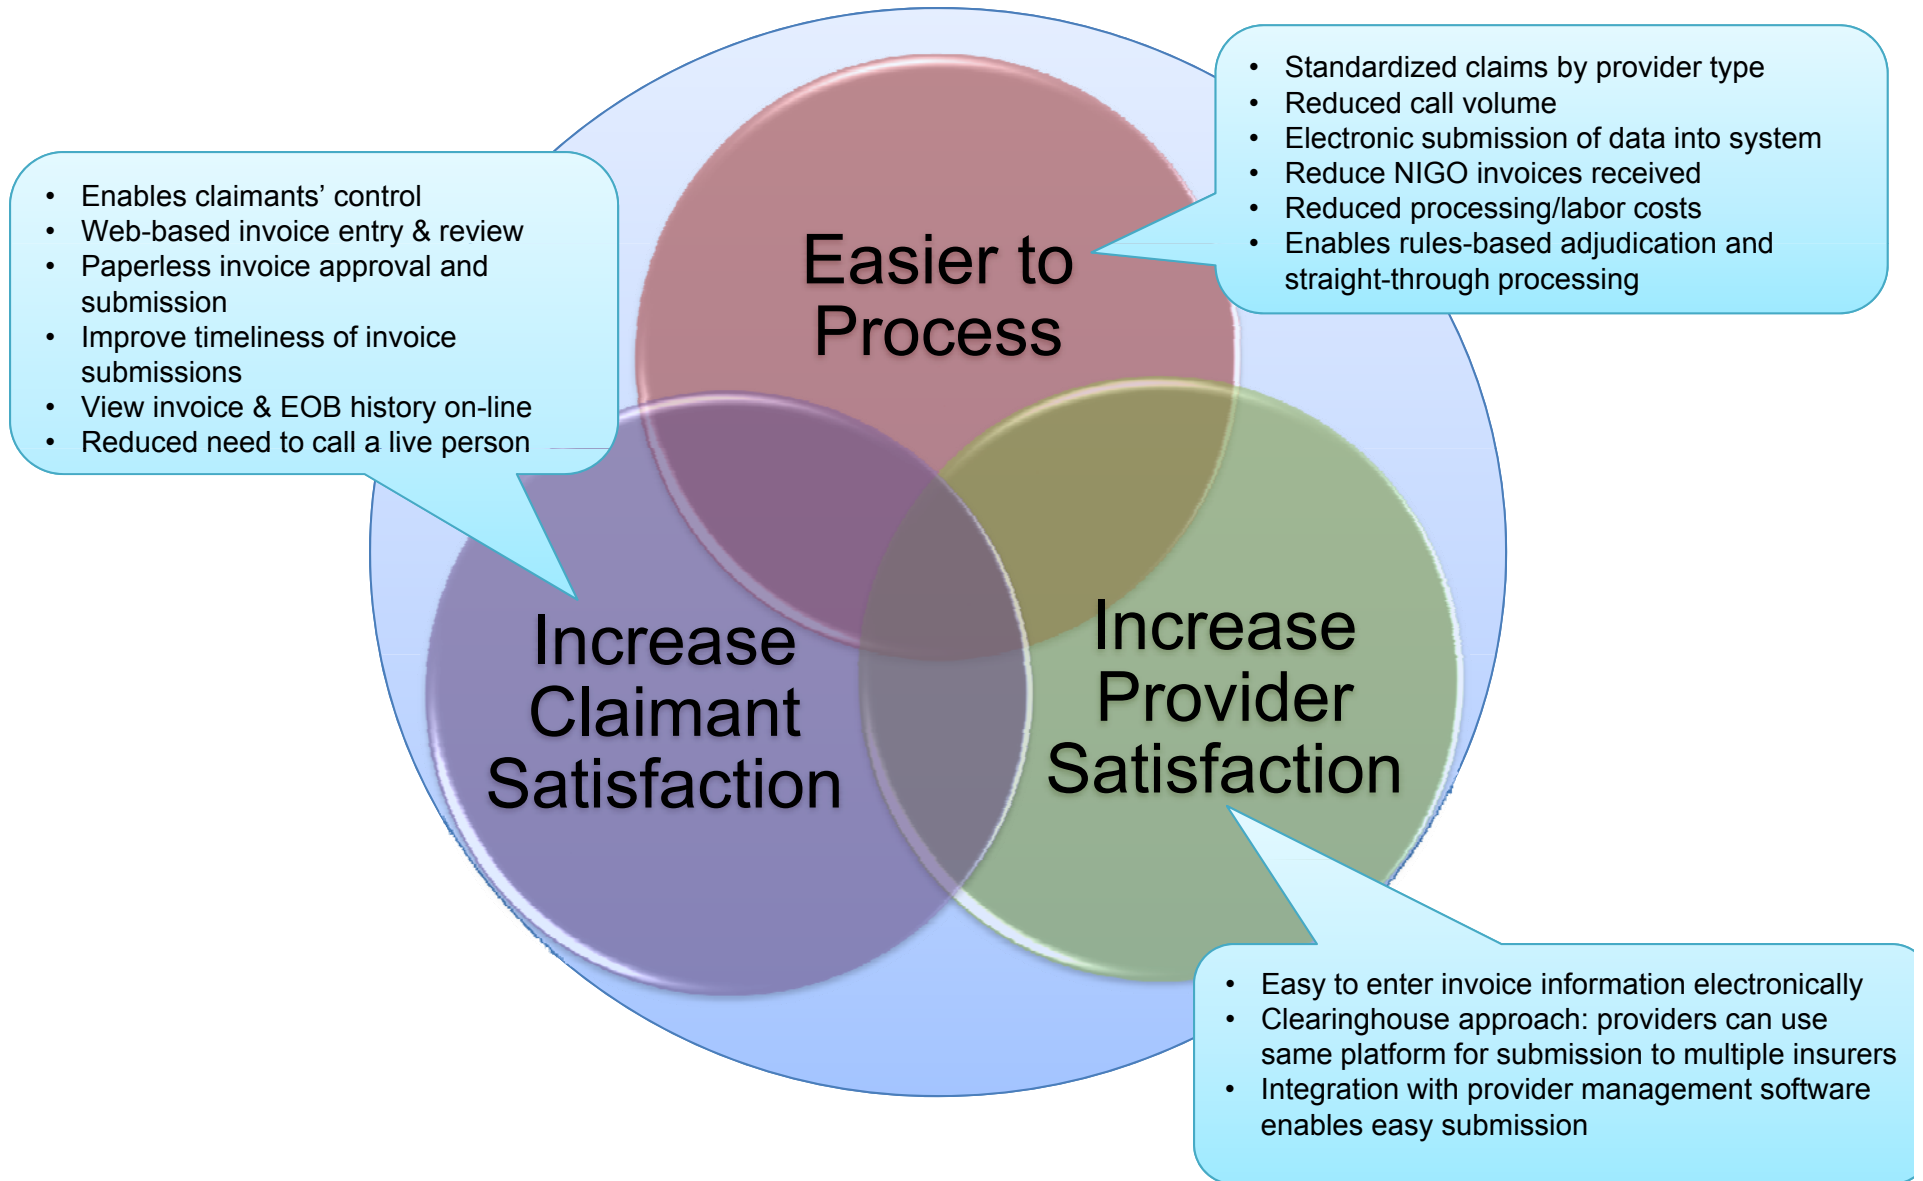 • Standardized claims by provider type
• Reduced call volume
• Electronic submission of data into system
• Reduce NIGO invoices received
• Reduced processing/labor costs
• Enables rules-based adjudication and
straight-through processing
• Enables claimants’ control
• Web-based invoice entry & review
• Paperless invoice approval and
submission
• Improve timeliness of invoice
submissions
• View invoice & EOB history on-line
• Reduced need to call a live person
Easier to
Process
Increase
Claimant
Satisfaction
Increase
Provider
Satisfaction
• Easy to enter invoice information electronically
• Clearinghouse approach: providers can use
same platform for submission to multiple insurers
• Integration with provider management software
enables easy submission